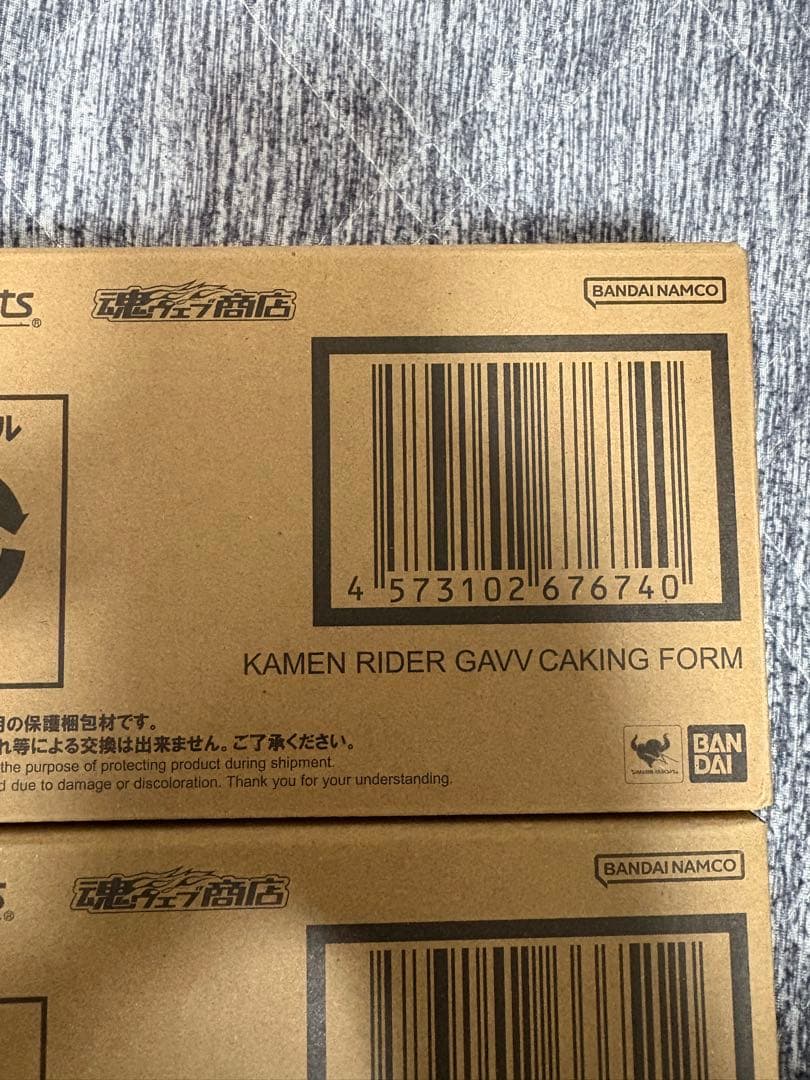 ts®
魂ウェブ商店
BANDAI NAMCO
ル
4 573102 676740
KAMEN RIDER GAVV CAKING FORM
の保護梱包材です。
れ等による交換は出来ません。ご了承ください。
the purpose of protecting product during shipment.
d due to damage or discoloration. Thank you for your understanding.
BAN
DAI
s®
魂ウェブ商店
BANDAI NAMCO